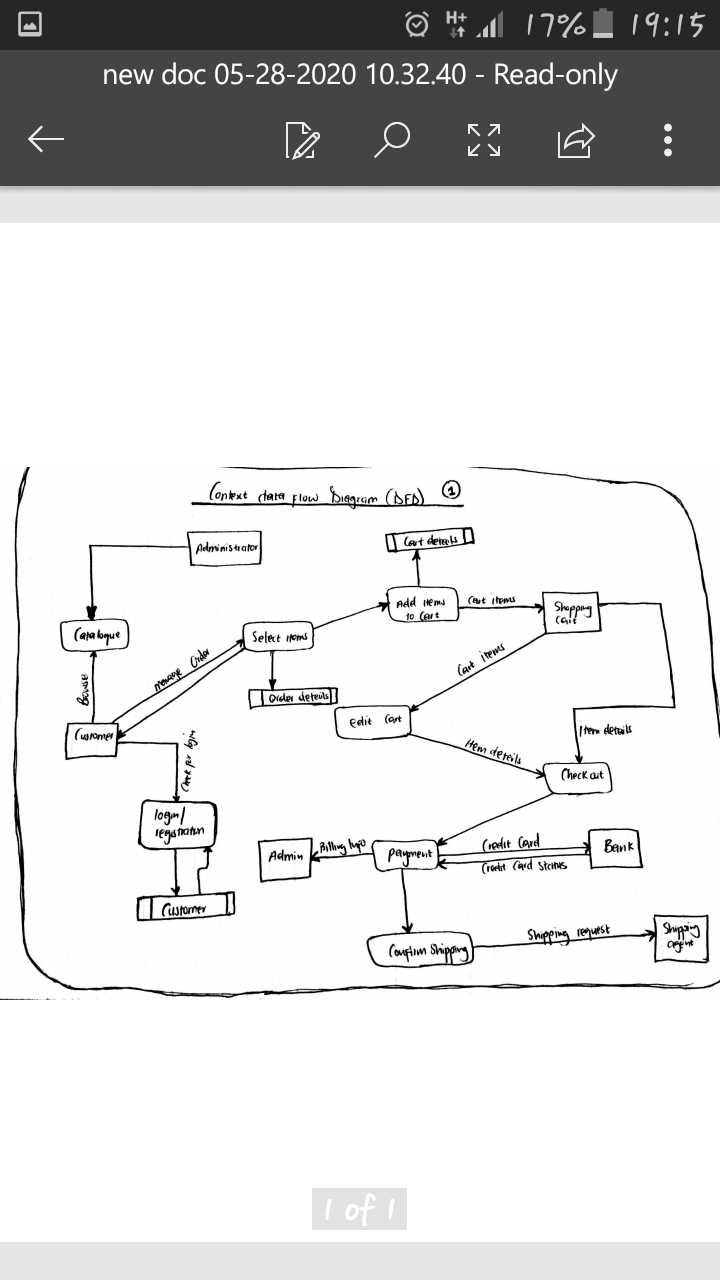 H+ 17% 19:15
new doc 05-28-2020 10.32.40 - Read-only
Context data Flow Diagram (DFD) 1
Administrator
Cart details
Add items
to Cart
Cart items
Shopping
Cart
Catalogue
Select items
Manage Order
Cart items
Browse
Order details
Edit Cart
Customer
Check for login
Item details
Item details
Check out
login/
registration
Admin
Billing Info
Payment
Credit Card
Credit Card Status
Bank
Customer
Confirm Shipping
Shipping request
Shipping
agent
1 of 1